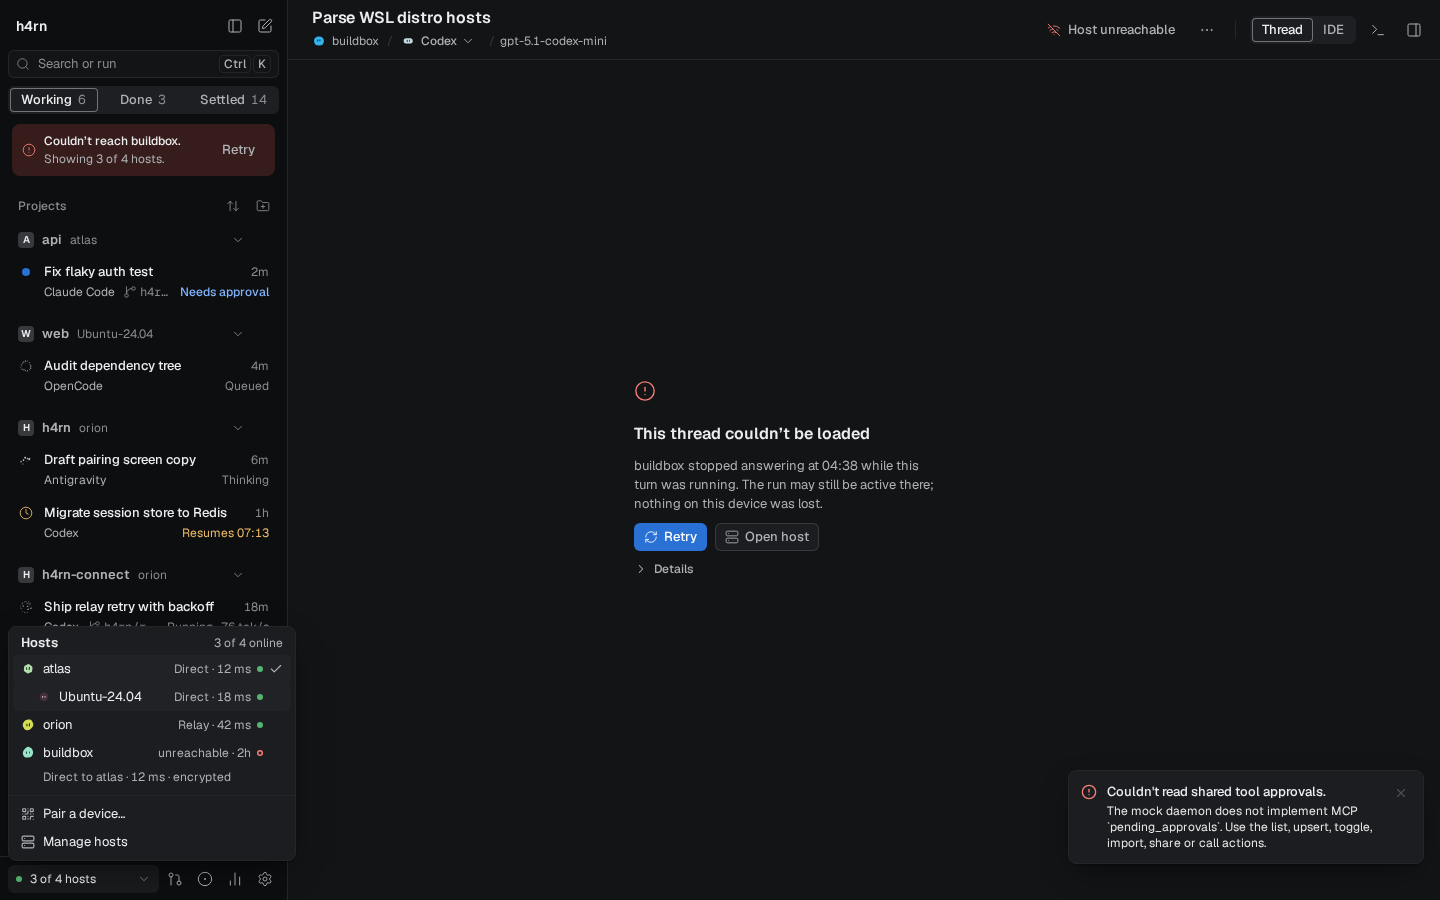 h4rn
Search or run
Ctrl K
Working 6
Done 3
Settled 14
Couldn't reach buildbox.
Showing 3 of 4 hosts.
Retry
Projects
A api atlas
Fix flaky auth test 2m
Claude Code h4r... Needs approval
W web Ubuntu-24.04
Audit dependency tree 4m
OpenCode Queued
H h4rn orion
Draft pairing screen copy 6m
Antigravity Thinking
Migrate session store to Redis 1h
Codex Resumes 07:13
H h4rn-connect orion
Ship relay retry with backoff 18m
Hosts 3 of 4 online
atlas Direct · 12 ms
Ubuntu-24.04 Direct · 18 ms
orion Relay · 42 ms
buildbox unreachable · 2h
Direct to atlas · 12 ms · encrypted
Pair a device...
Manage hosts
3 of 4 hosts
Parse WSL distro hosts
buildbox / Codex / gpt-5.1-codex-mini
Host unreachable
Thread IDE
This thread couldn't be loaded
buildbox stopped answering at 04:38 while this
turn was running. The run may still be active there;
nothing on this device was lost.
Retry
Open host
Details
Couldn't read shared tool approvals.
The mock daemon does not implement MCP
`pending_approvals`. Use the list, upsert, toggle,
import, share or call actions.